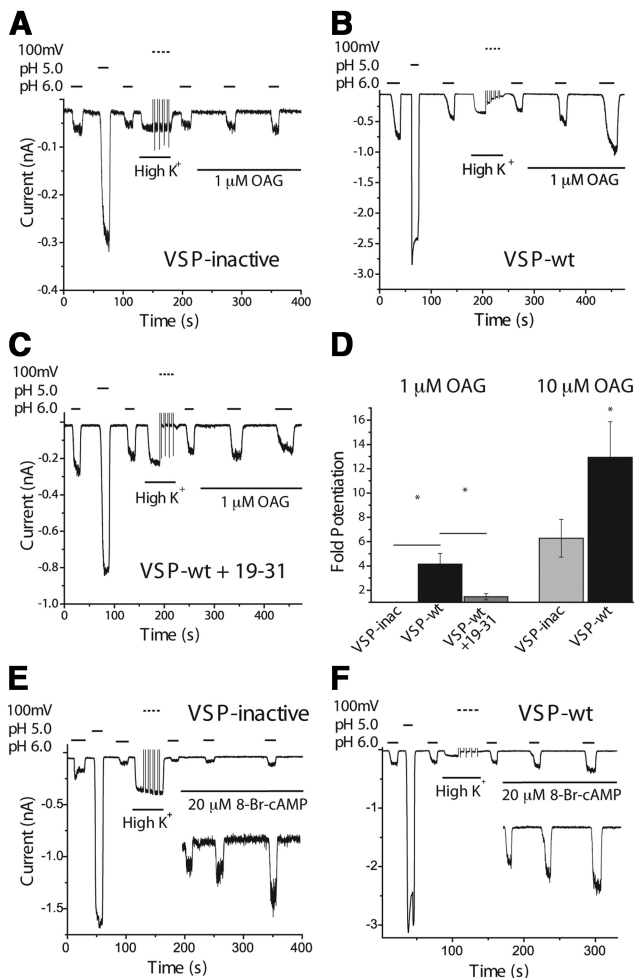 A
100mV
pH 5.0
pH 6.0
-0.1
-0.2
-0.3
-0.4
Current (nA)
High K+
1 µM OAG
VSP-inactive
0 100 200 300 400
Time (s)
B
100mV
pH 5.0
pH 6.0
-0.5
-1.0
-1.5
-2.0
-2.5
-3.0
Current (nA)
High K+
1 µM OAG
VSP-wt
0 100 200 300 400
Time (s)
C
100mV
pH 5.0
pH 6.0
-0.2
-0.4
-0.6
-0.8
-1.0
Current (nA)
High K+
1 µM OAG
VSP-wt + 19-31
0 100 200 300 400
Time (s)
D
1 µM OAG
10 µM OAG
Fold Potentiation
16
14
12
10
8
6
4
2
*
*
*
VSP-inac
VSP-wt
VSP-wt
+19-31
VSP-inac
VSP-wt
E
VSP-inactive
100mV
pH 5.0
pH 6.0
-0.5
-1.0
-1.5
Current (nA)
High K+
20 µM 8-Br-cAMP
0 100 200 300 400
Time (s)
F
VSP-wt
100mV
pH 5.0
pH 6.0
-1
-2
-3
Current (nA)
High K+
20 µM 8-Br-cAMP
0 100 200 300
Time (s)